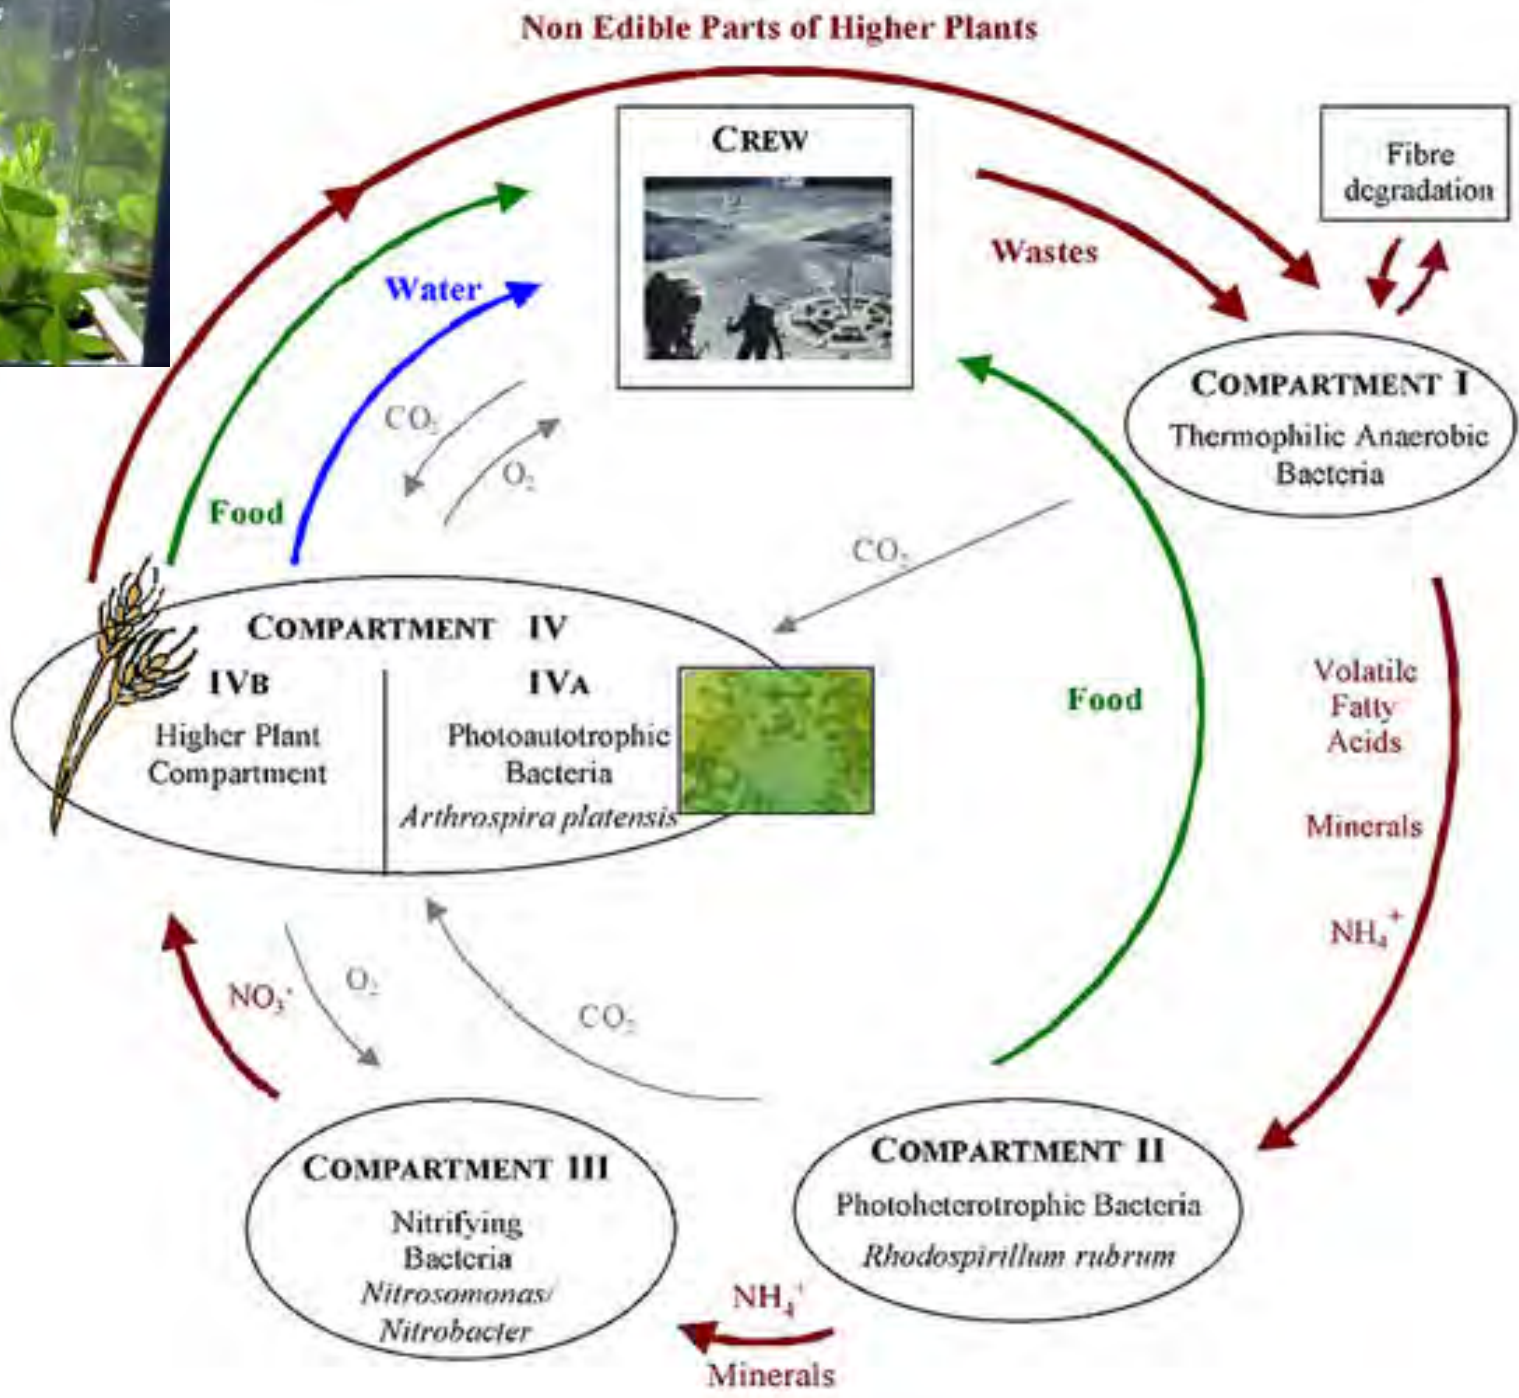 Non Edible Parts of Higher Plants
CREW
Fibre
degradation
Wastes
Water
COMPARTMENT I
Thermophilic Anaerobic
Bacteria
CO₂
O₂
Food
CO₂
COMPARTMENT IV
IVB
Higher Plant
Compartment
IVA
Photoautotrophic
Bacteria
Arthrospira platensis
Food
Volatile
Fatty
Acids
Minerals
NH₄⁺
NO₃⁻
O₂
CO₂
COMPARTMENT III
Nitrifying
Bacteria
Nitrosomonas/
Nitrobacter
COMPARTMENT II
Photoheterotrophic Bacteria
Rhodospirillum rubrum
NH₄⁺
Minerals